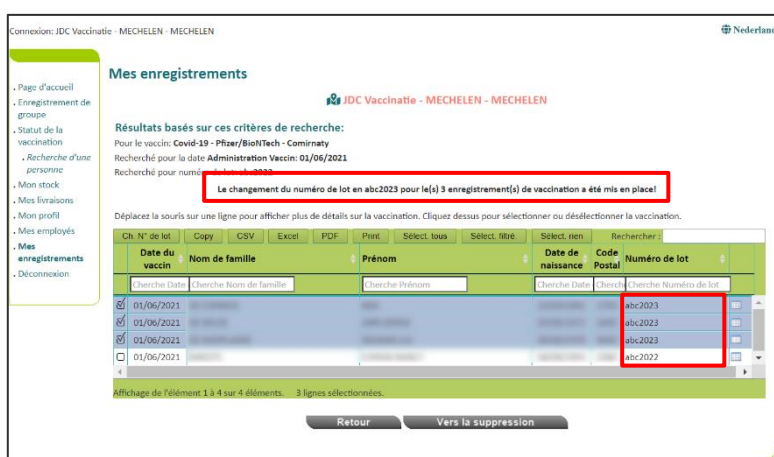 Connexion: JDC Vaccinatie - MECHELEN - MECHELEN
Nederland
. Page d'accueil
. Enregistrement de groupe
. Statut de la vaccination
. Recherche d'une personne
. Mon stock
. Mes livraisons
. Mon profil
. Mes employés
. Mes enregistrements
. Déconnexion
Mes enregistrements
JDC Vaccinatie - MECHELEN - MECHELEN
Résultats basés sur ces critères de recherche:
Pour le vaccin: Covid-19 - Pfizer/BioNTech - Comirnaty
Recherché pour la date Administration Vaccin: 01/06/2021
Recherché pour numéro de lot: abc2022
Le changement du numéro de lot en abc2023 pour le(s) 3 enregistrement(s) de vaccination a été mis en place!
Déplacez la souris sur une ligne pour afficher plus de détails sur la vaccination. Cliquez dessus pour sélectionner ou désélectionner la vaccination.
Ch. N° de lot Copy CSV Excel PDF Print Sélect. tous Sélect. filtré. Sélect. rien Rechercher :
Date du vaccin Nom de famille Prénom Date de naissance Code Postal Numéro de lot
Cherche Date Cherche Nom de famille Cherche Prénom Cherche Date Cherch Cherche Numéro de lot
01/06/2021 abc2023
01/06/2021 abc2023
01/06/2021 abc2023
01/06/2021 abc2022
Affichage de l'élément 1 à 4 sur 4 éléments. 3 lignes sélectionnées.
Retour Vers la suppression